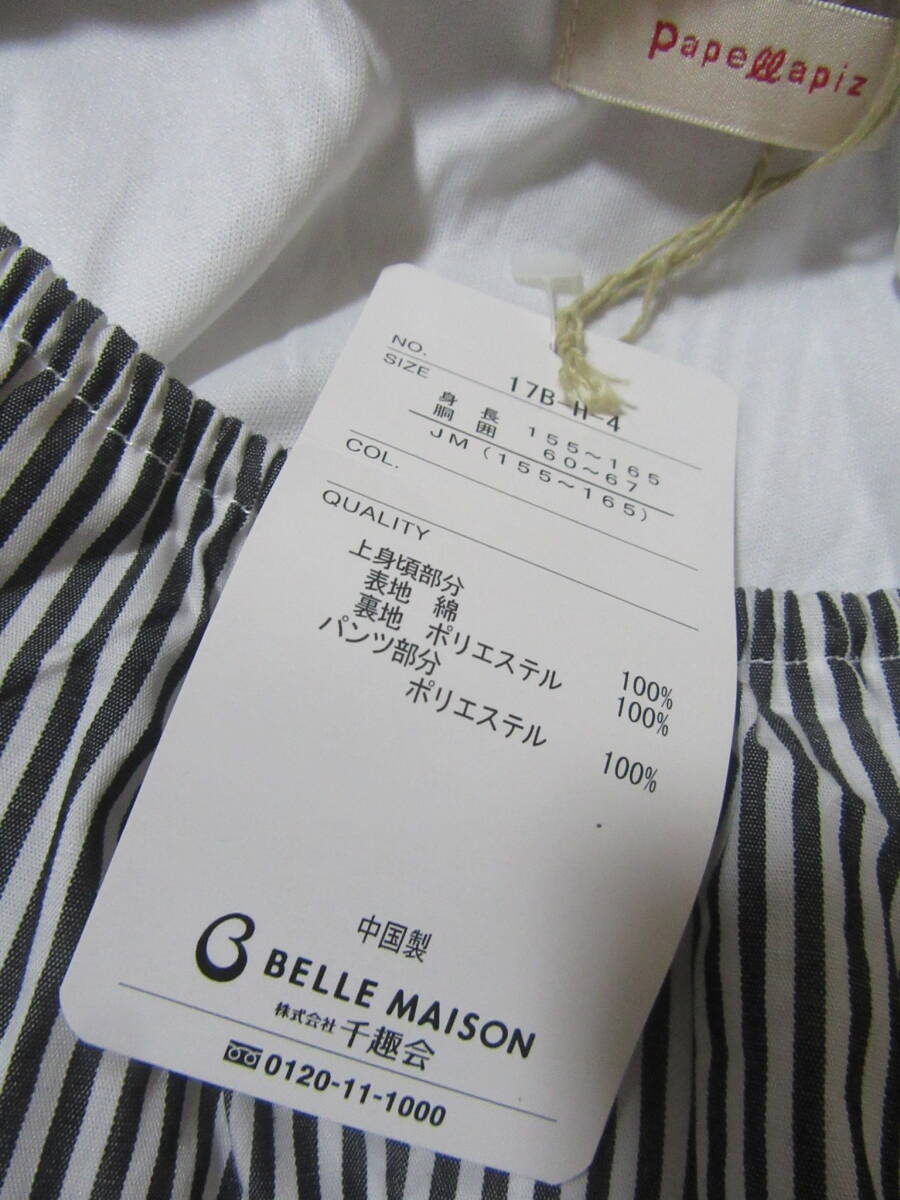 papellapiz
NO. 17B-H-4
SIZE
身長 155〜165
胴囲 60〜67
JM (155〜165)
COL.
QUALITY
上身頃部分
表地 綿 100%
裏地 ポリエステル 100%
パンツ部分
ポリエステル 100%
中国製
BELLE MAISON
株式会社 千趣会
0120-11-1000